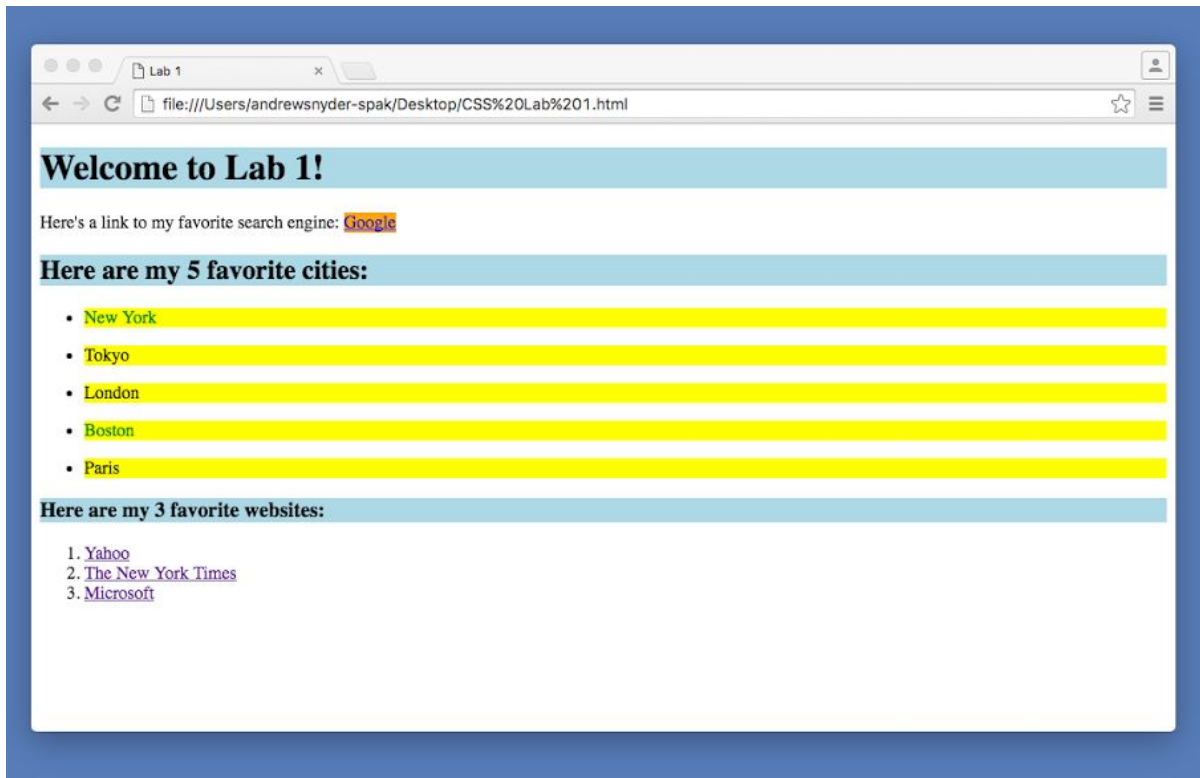 Lab 1
file:///Users/andrewsnyder-spak/Desktop/CSS%20Lab%201.html
Welcome to Lab 1!
Here's a link to my favorite search engine: Google
Here are my 5 favorite cities:
• New York
• Tokyo
• London
• Boston
• Paris
Here are my 3 favorite websites:
1. Yahoo
2. The New York Times
3. Microsoft